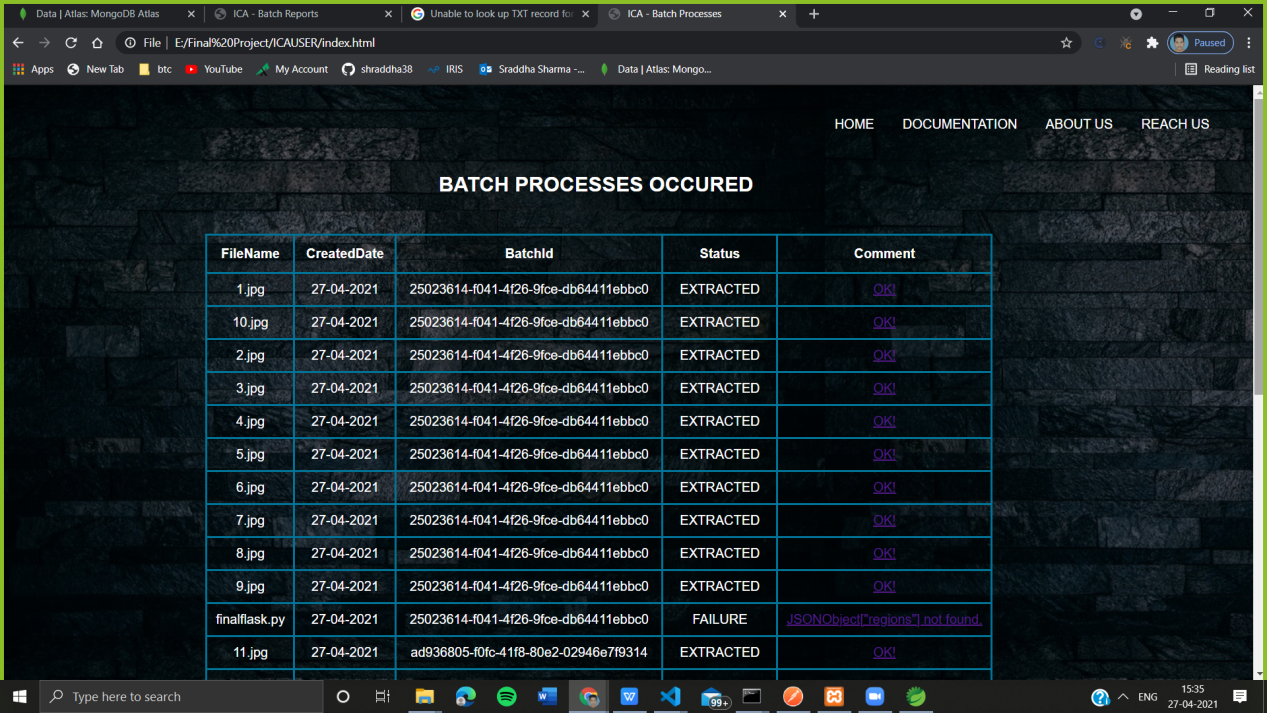 Data | Atlas: MongoDB Atlas ICA - Batch Reports Unable to look up TXT record for ICA - Batch Processes
File E:/Final%20Project/ICAUSER/index.html Paused
Apps New Tab btc YouTube My Account shraddha38 IRIS Sraddha Sharma -... Data | Atlas: Mongo... Reading list
HOME DOCUMENTATION ABOUT US REACH US
BATCH PROCESSES OCCURED
FileName CreatedDate BatchId Status Comment
1.jpg 27-04-2021 25023614-f041-4f26-9fce-db64411ebbc0 EXTRACTED OK!
10.jpg 27-04-2021 25023614-f041-4f26-9fce-db64411ebbc0 EXTRACTED OK!
2.jpg 27-04-2021 25023614-f041-4f26-9fce-db64411ebbc0 EXTRACTED OK!
3.jpg 27-04-2021 25023614-f041-4f26-9fce-db64411ebbc0 EXTRACTED OK!
4.jpg 27-04-2021 25023614-f041-4f26-9fce-db64411ebbc0 EXTRACTED OK!
5.jpg 27-04-2021 25023614-f041-4f26-9fce-db64411ebbc0 EXTRACTED OK!
6.jpg 27-04-2021 25023614-f041-4f26-9fce-db64411ebbc0 EXTRACTED OK!
7.jpg 27-04-2021 25023614-f041-4f26-9fce-db64411ebbc0 EXTRACTED OK!
8.jpg 27-04-2021 25023614-f041-4f26-9fce-db64411ebbc0 EXTRACTED OK!
9.jpg 27-04-2021 25023614-f041-4f26-9fce-db64411ebbc0 EXTRACTED OK!
finalflask.py 27-04-2021 25023614-f041-4f26-9fce-db64411ebbc0 FAILURE JSONObject["regions"] not found.
11.jpg 27-04-2021 ad936805-f0fc-41f8-80e2-02946e7f9314 EXTRACTED OK!
Type here to search 99+ ENG 15:35
27-04-2021